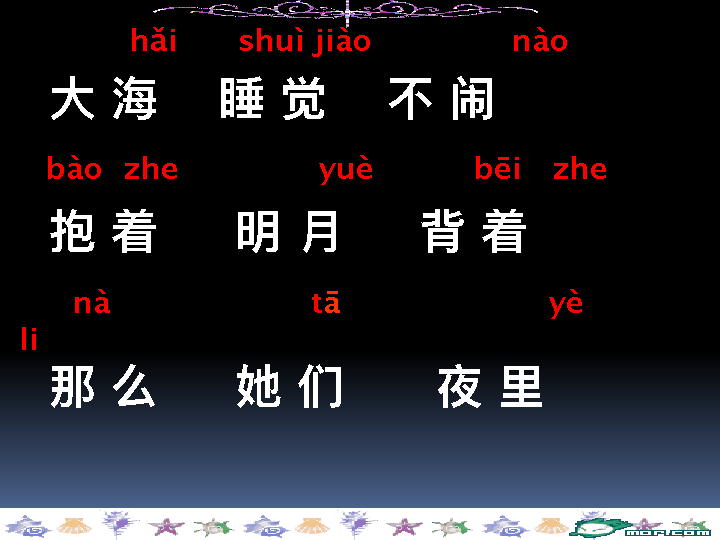 hǎi shuì jiào nào
大海 睡觉 不闹
bào zhe yuè bēi zhe
抱着 明月 背着
nà tā yè
li
那么 她们 夜里